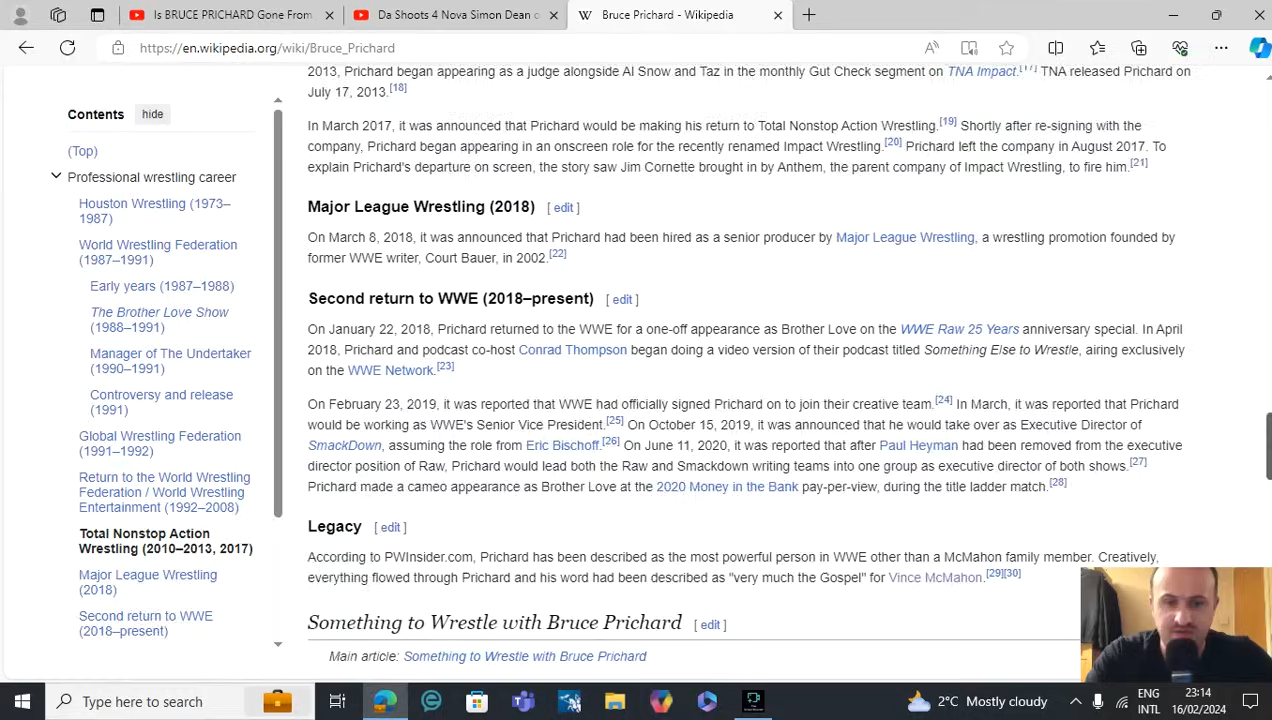 Is BRUCE PRICHARD Gone From
Da Shoots 4 Nova Simon Dean
W Bruce Prichard - Wikipedia
https://en.wikipedia.org/wiki/Bruce_Prichard
2013, Prichard began appearing as a judge alongside Al Snow and Taz in the monthly Gut Check segment on TNA Impact.[17] TNA released Prichard on
July 17, 2013.[18]
In March 2017, it was announced that Prichard would be making his return to Total Nonstop Action Wrestling.[19] Shortly after re-signing with the
company, Prichard began appearing in an onscreen role for the recently renamed Impact Wrestling.[20] Prichard left the company in August 2017. To
explain Prichard's departure on screen, the story saw Jim Cornette brought in by Anthem, the parent company of Impact Wrestling, to fire him.[21]
Major League Wrestling (2018) [ edit ]
On March 8, 2018, it was announced that Prichard had been hired as a senior producer by Major League Wrestling, a wrestling promotion founded by
former WWE writer, Court Bauer, in 2002.[22]
Second return to WWE (2018–present) [ edit ]
On January 22, 2018, Prichard returned to the WWE for a one-off appearance as Brother Love on the WWE Raw 25 Years anniversary special. In April
2018, Prichard and podcast co-host Conrad Thompson began doing a video version of their podcast titled Something Else to Wrestle, airing exclusively
on the WWE Network.[23]
On February 23, 2019, it was reported that WWE had officially signed Prichard on to join their creative team.[24] In March, it was reported that Prichard
would be working as WWE's Senior Vice President.[25] On October 15, 2019, it was announced that he would take over as Executive Director of
SmackDown, assuming the role from Eric Bischoff.[26] On June 11, 2020, it was reported that after Paul Heyman had been removed from the executive
director position of Raw, Prichard would lead both the Raw and Smackdown writing teams into one group as executive director of both shows.[27]
Prichard made a cameo appearance as Brother Love at the 2020 Money in the Bank pay-per-view, during the title ladder match.[28]
Legacy [ edit ]
According to PWInsider.com, Prichard has been described as the most powerful person in WWE other than a McMahon family member. Creatively,
everything flowed through Prichard and his word had been described as "very much the Gospel" for Vince McMahon.[29][30]
Something to Wrestle with Bruce Prichard [ edit ]
Main article: Something to Wrestle with Bruce Prichard
Contents hide
(Top)
Professional wrestling career
Houston Wrestling (1973–
1987)
World Wrestling Federation
(1987–1991)
Early years (1987–1988)
The Brother Love Show
(1988–1991)
Manager of The Undertaker
(1990–1991)
Controversy and release
(1991)
Global Wrestling Federation
(1991–1992)
Return to the World Wrestling
Federation / World Wrestling
Entertainment (1992–2008)
Total Nonstop Action
Wrestling (2010–2013, 2017)
Major League Wrestling
(2018)
Second return to WWE
(2018–present)
Type here to search
2°C Mostly cloudy
ENG
INTL
23:14
16/02/2024